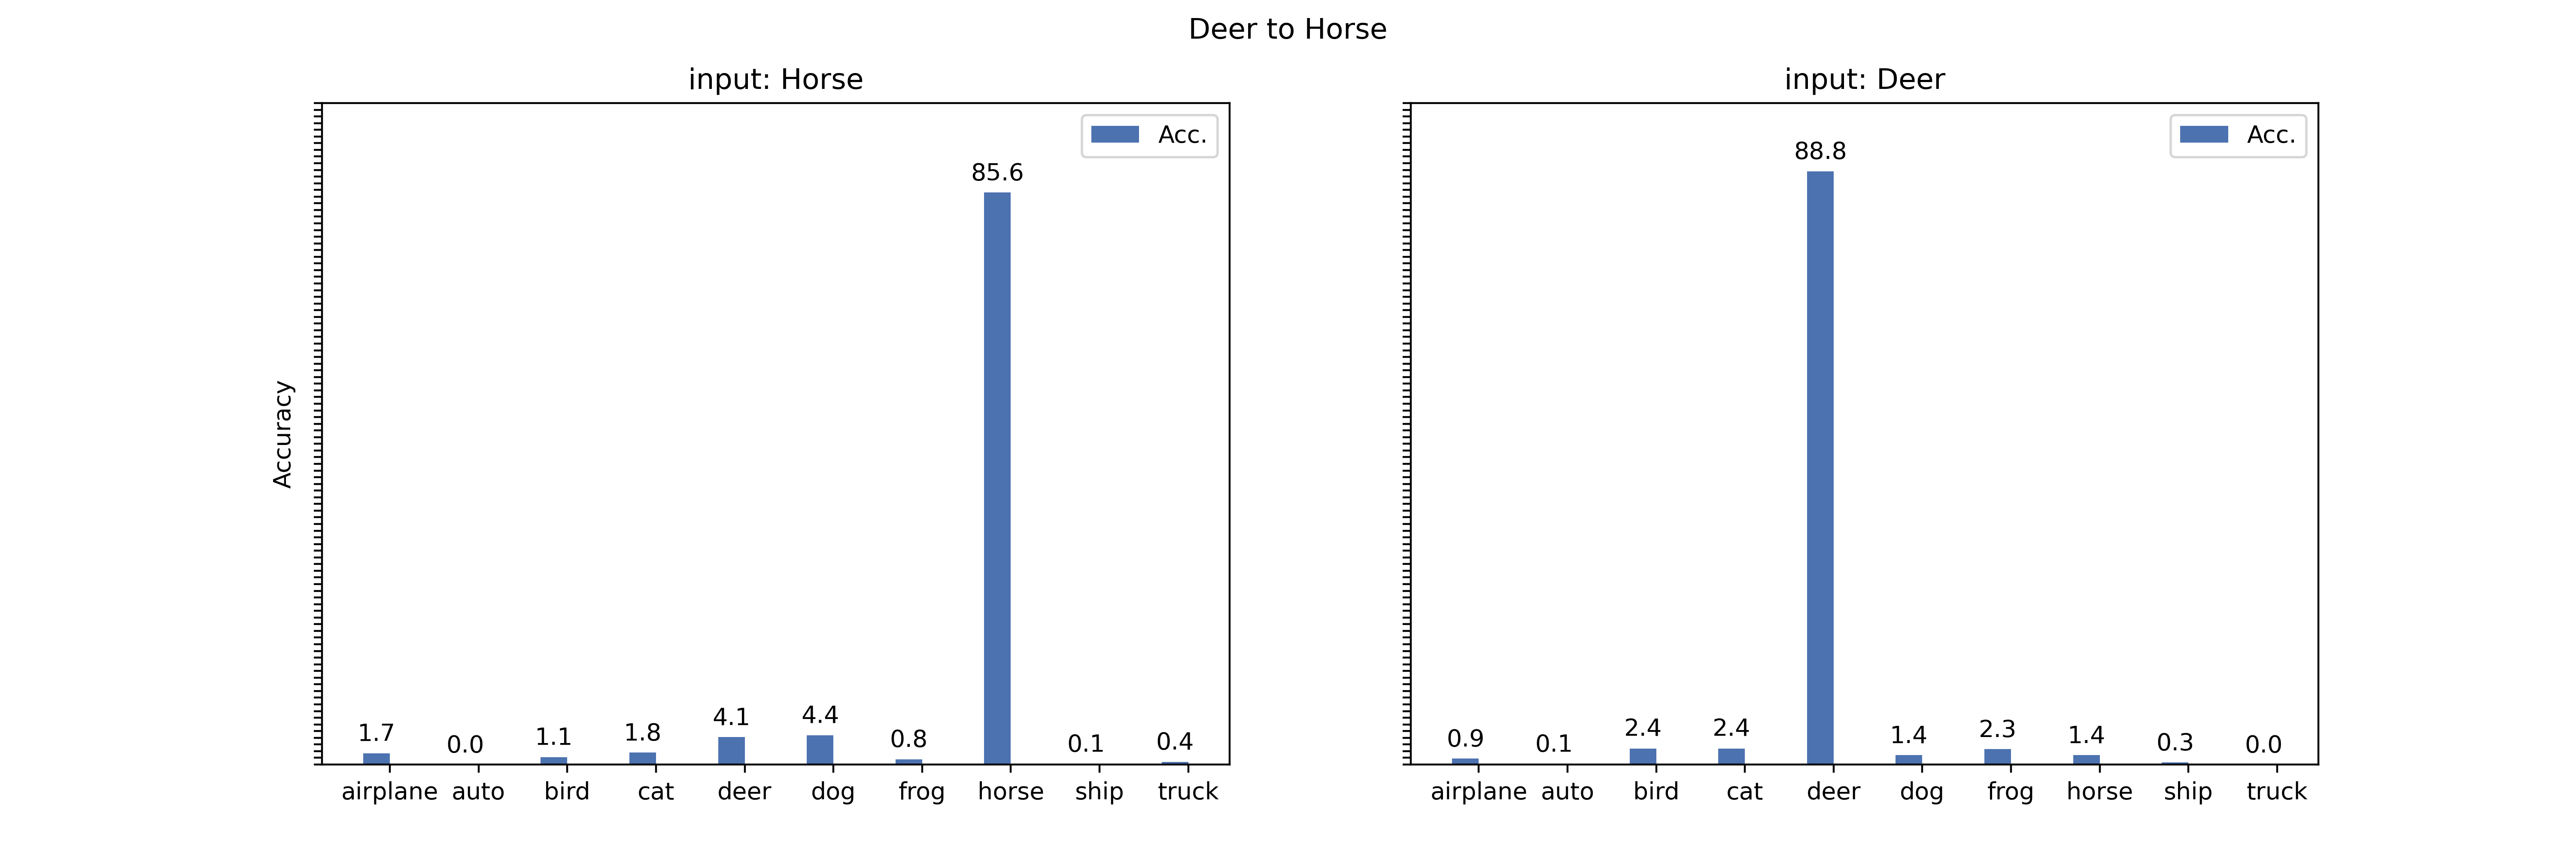 Deer to Horse
input: Horse
Acc.
85.6
1.7 0.0 1.1 1.8 4.1 4.4 0.8 0.1 0.4
Accuracy
airplane auto bird cat deer dog frog horse ship truck
input: Deer
Acc.
88.8
0.9 0.1 2.4 2.4 1.4 2.3 1.4 0.3 0.0
airplane auto bird cat deer dog frog horse ship truck